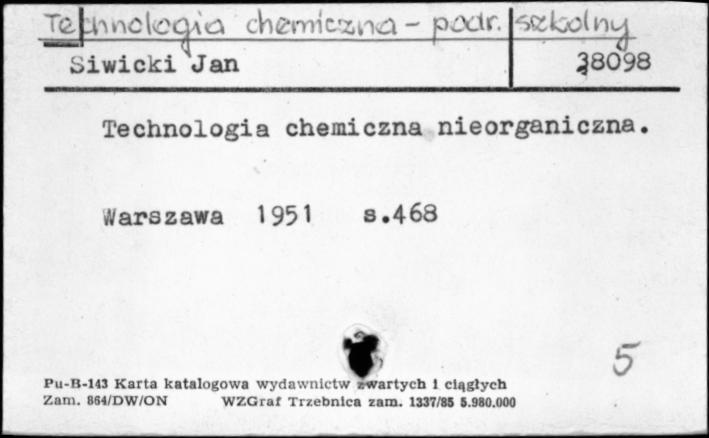 Technologia chemiczna - podr. szkolny
Siwicki Jan 38098
Technologia chemiczna nieorganiczna.
Warszawa 1951 s.468
5
Pu-B-143 Karta katalogowa wydawnictw zwartych i ciągłych
Zam. 864/DW/ON WZGraf Trzebnica zam. 1337/85 5.980.000